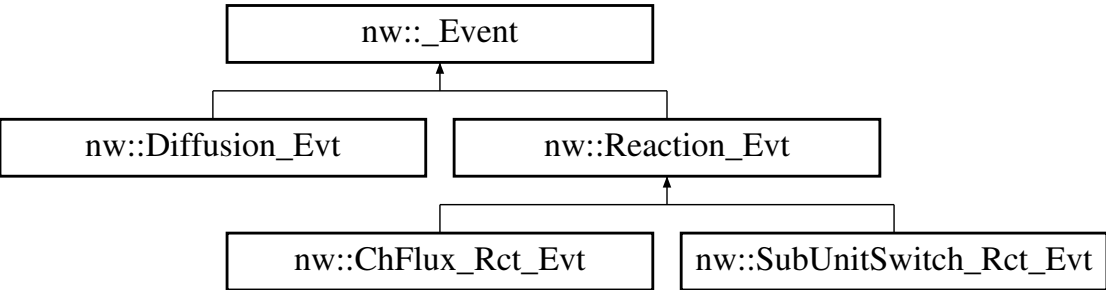 nw::_Event
nw::Diffusion_Evt
nw::Reaction_Evt
nw::ChFlux_Rct_Evt
nw::SubUnitSwitch_Rct_Evt